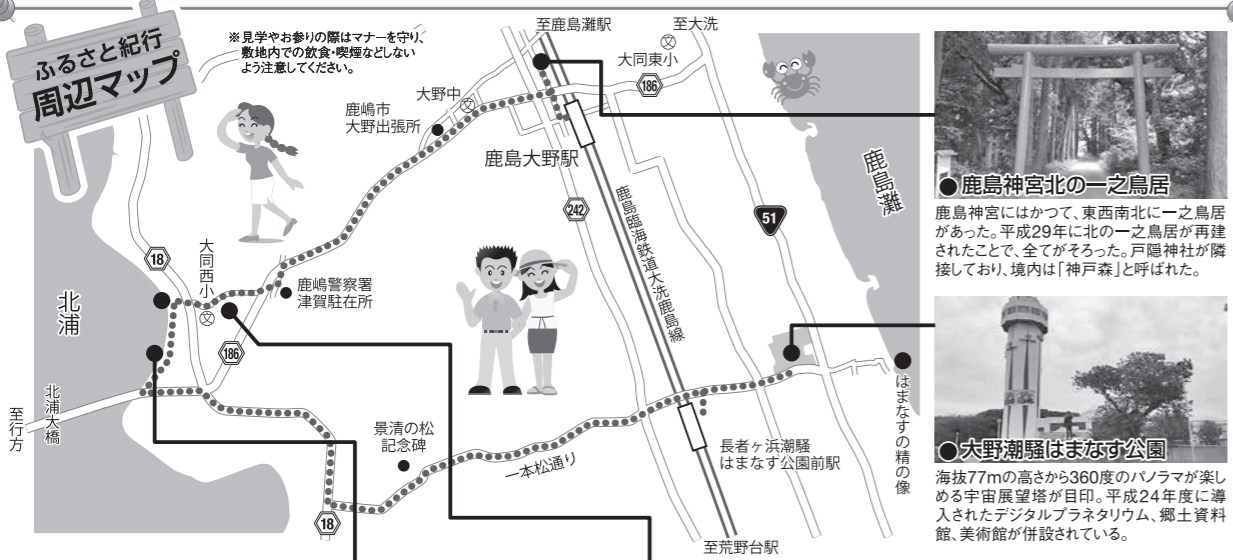 ふるさと紀行
周辺マップ
※見学やお参りの際はマナーを守り、
敷地内での飲食・喫煙などしない
よう注意してください。
至鹿島灘駅
至大洗
大同東小
文
186
大野中
文
鹿嶋市
大野出張所
鹿島大野駅
鹿島灘
242
鹿島臨海鉄道大洗鹿島線
51
18
大同西小
文
鹿嶋警察署
津賀駐在所
北浦
186
北浦大橋
至行方
景清の松
記念碑
一本松通り
長者ヶ浜潮騒
はまなす公園前駅
はまなすの精の像
18
至荒野台駅
●鹿島神宮北の一之鳥居
鹿島神宮にはかつて、東西南北に一之鳥居
があった。平成29年に北の一之鳥居が再建
されたことで、全てがそろった。戸隠神社が隣
接しており、境内は「神戸森」と呼ばれた。
●大野潮騒はまなす公園
海抜77mの高さから360度のパノラマが楽し
める宇宙展望塔が目印。平成24年度に導
入されたデジタルプラネタリウム、郷土資料
館、美術館が併設されている。